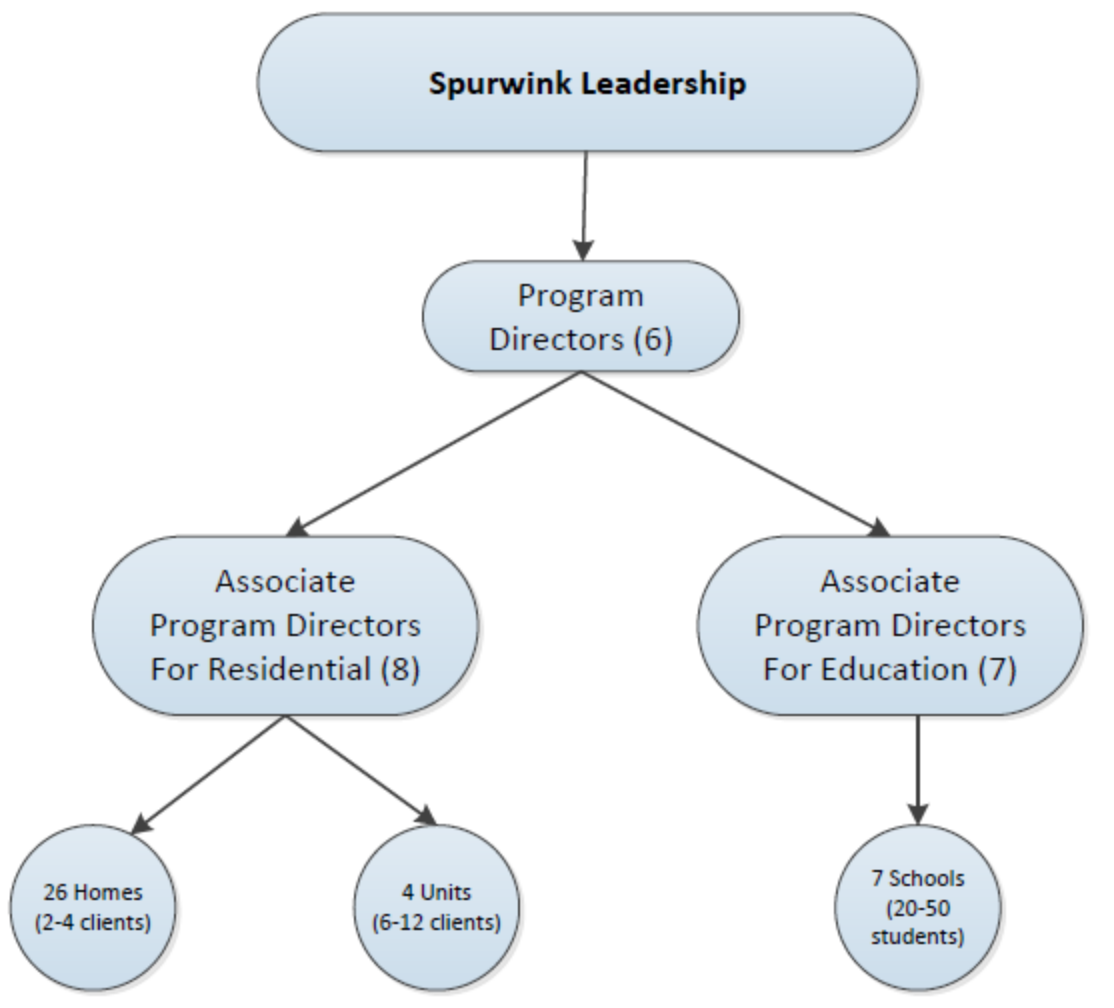 Spurwink Leadership
Program
Directors (6)
Associate
Program Directors
For Residential (8)
Associate
Program Directors
For Education (7)
26 Homes
(2-4 clients)
4 Units
(6-12 clients)
7 Schools
(20-50
students)